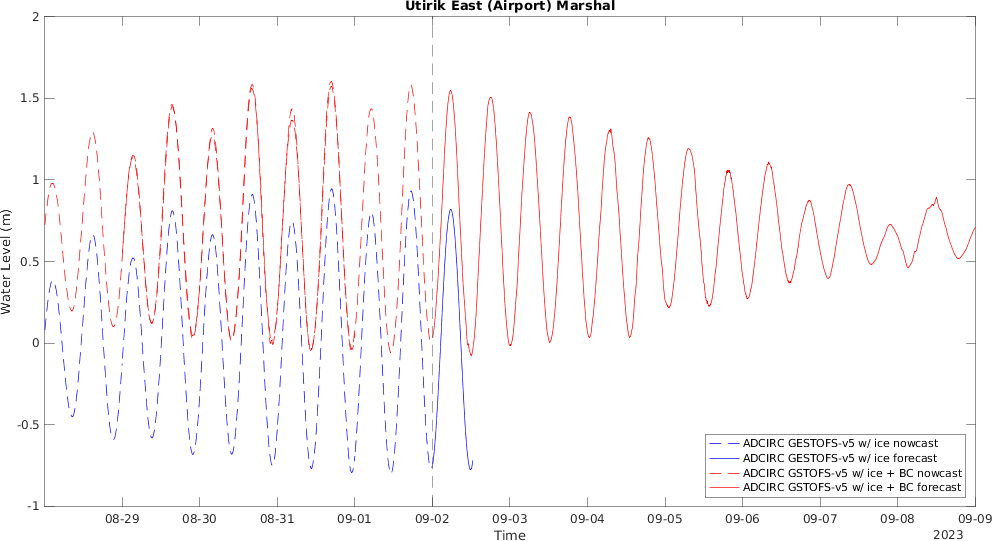 Utirik East (Airport) Marshal
2
1.5
1
0.5
0
-0.5
-1
Water Level (m)
ADCIRC GESTOFS-v5 w/ ice nowcast
ADCIRC GESTOFS-v5 w/ ice forecast
ADCIRC GSTOFS-v5 w/ ice + BC nowcast
ADCIRC GSTOFS-v5 w/ ice + BC forecast
08-29 08-30 08-31 09-01 09-02 09-03 09-04 09-05 09-06 09-07 09-08 09-09
Time
2023